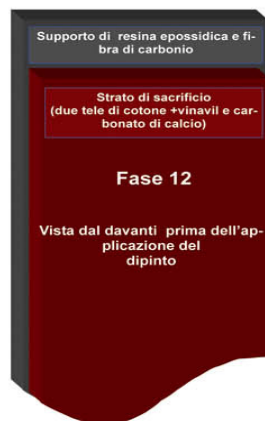 Supporto di resina epossidica e fi-
bra di carbonio
Strato di sacrificio
(due tele di cotone +vinavil e car-
bonato di calcio)
Fase 12
Vista dal davanti prima dell'ap-
plicazione del
dipinto